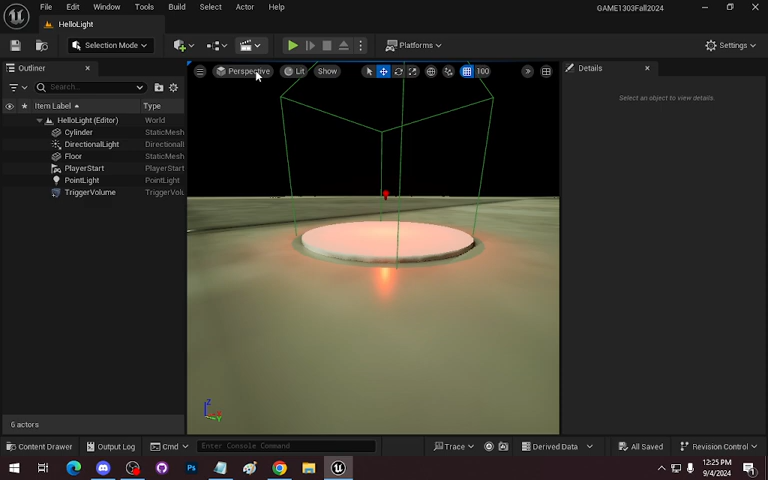 File Edit Window Tools Build Select Actor Help
GAME1303Fall2024
HelloLight
Selection Mode
Platforms
Settings
Outliner
Perspective
Lit
Show
100
Details
Search...
Item Label
Type
Select an object to view details.
HelloLight (Editor) World
Cylinder StaticMesh
DirectionalLight Directional
Floor StaticMesh
PlayerStart PlayerStart
PointLight PointLight
TriggerVolume TriggerVolu
Z
Y
6 actors
Content Drawer
Output Log
Cmd
Enter Console Command
Trace
Derived Data
All Saved
Revision Control
Ps
12:25 PM
9/4/2024
1